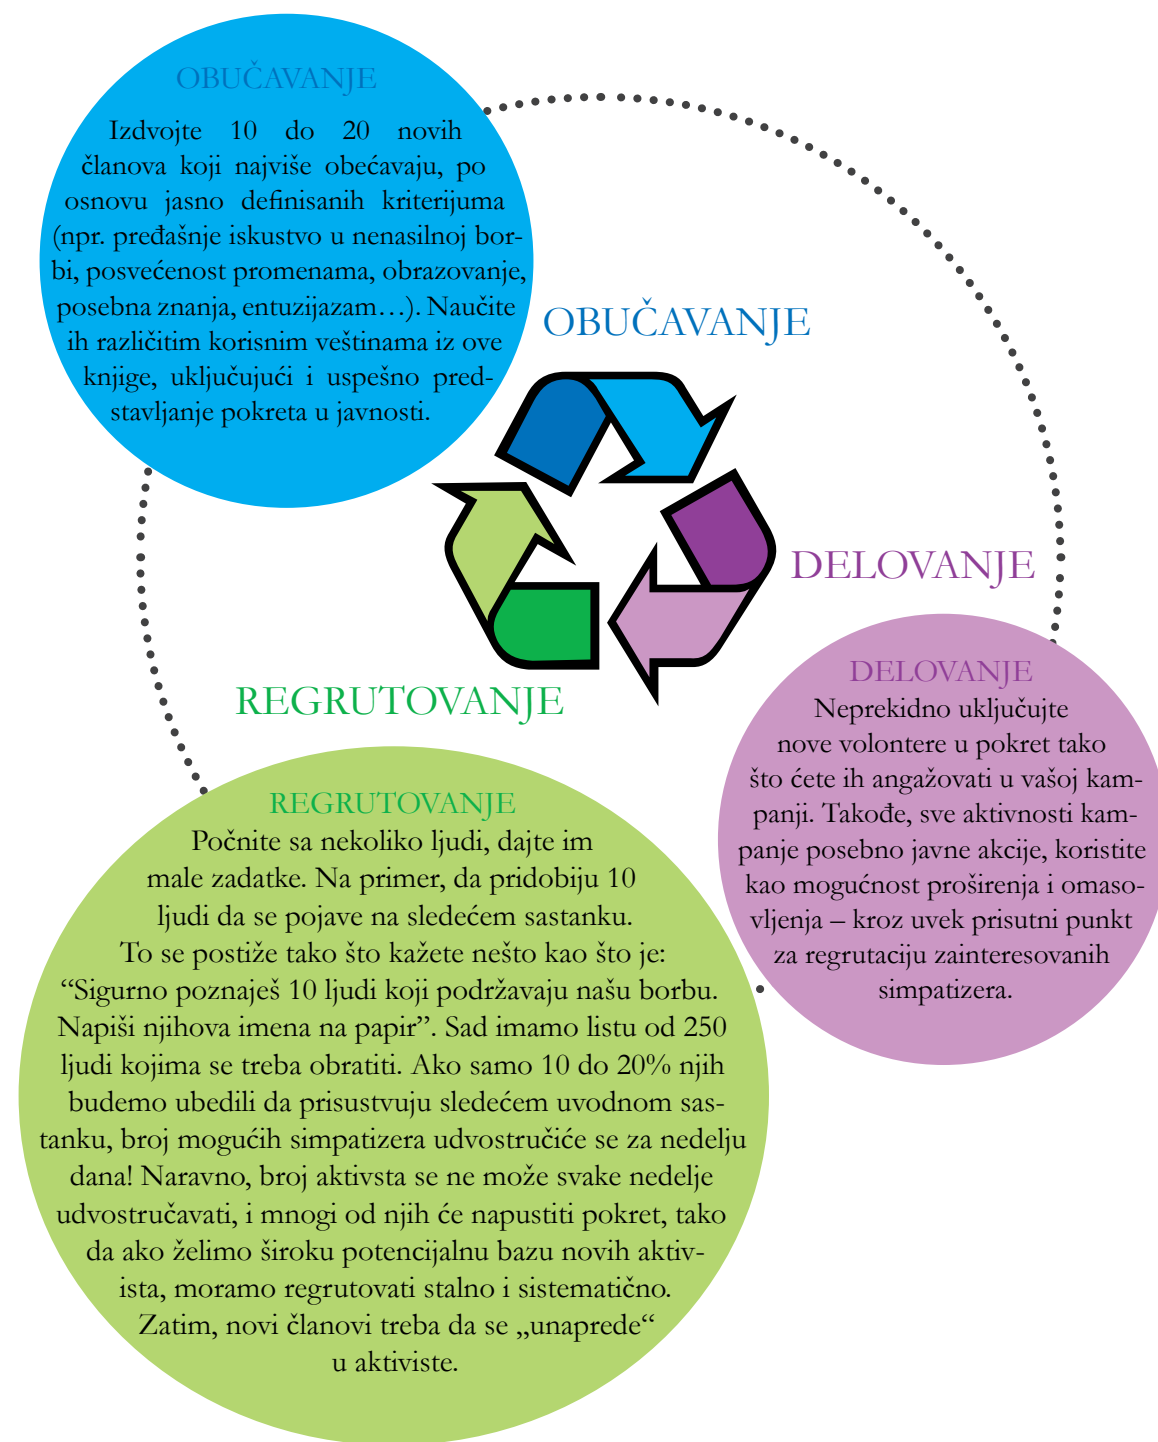 OBUČAVANJE
Izdvojte 10 do 20 novih
članova koji najviše obećavaju, po
osnovu jasno definisanih kriterijuma
(npr. pređašnje iskustvo u nenasilnoj bor-
bi, posvećenost promenama, obrazovanje,
posebna znanja, entuzijazam…). Naučite
ih različitim korisnim veštinama iz ove
knjige, uključujući i uspešno pred-
stavljanje pokreta u javnosti.
OBUČAVANJE
DELOVANJE
REGRUTOVANJE
DELOVANJE
Neprekidno uključujte
nove volontere u pokret tako
što ćete ih angažovati u vašoj kam-
panji. Takođe, sve aktivnosti kam-
panje posebno javne akcije, koristite
kao mogućnost proširenja i omaso-
vljenja – kroz uvek prisutni punkt
za regrutaciju zainteresovanih
simpatizera.
REGRUTOVANJE
Počnite sa nekoliko ljudi, dajte im
male zadatke. Na primer, da pridobiju 10
ljudi da se pojave na sledećem sastanku.
To se postiže tako što kažete nešto kao što je:
“Sigurno poznaješ 10 ljudi koji podržavaju našu borbu.
Napiši njihova imena na papir”. Sad imamo listu od 250
ljudi kojima se treba obratiti. Ako samo 10 do 20% njih
budemo ubedili da prisustvuju sledećem uvodnom sas-
tanku, broj mogućih simpatizera udvostručiće se za nedelju
dana! Naravno, broj aktivsta se ne može svake nedelje
udvostručavati, i mnogi od njih će napustiti pokret, tako
da ako želimo široku potencijalnu bazu novih aktiv-
ista, moramo regrutovati stalno i sistematično.
Zatim, novi članovi treba da se „unaprede“
u aktiviste.